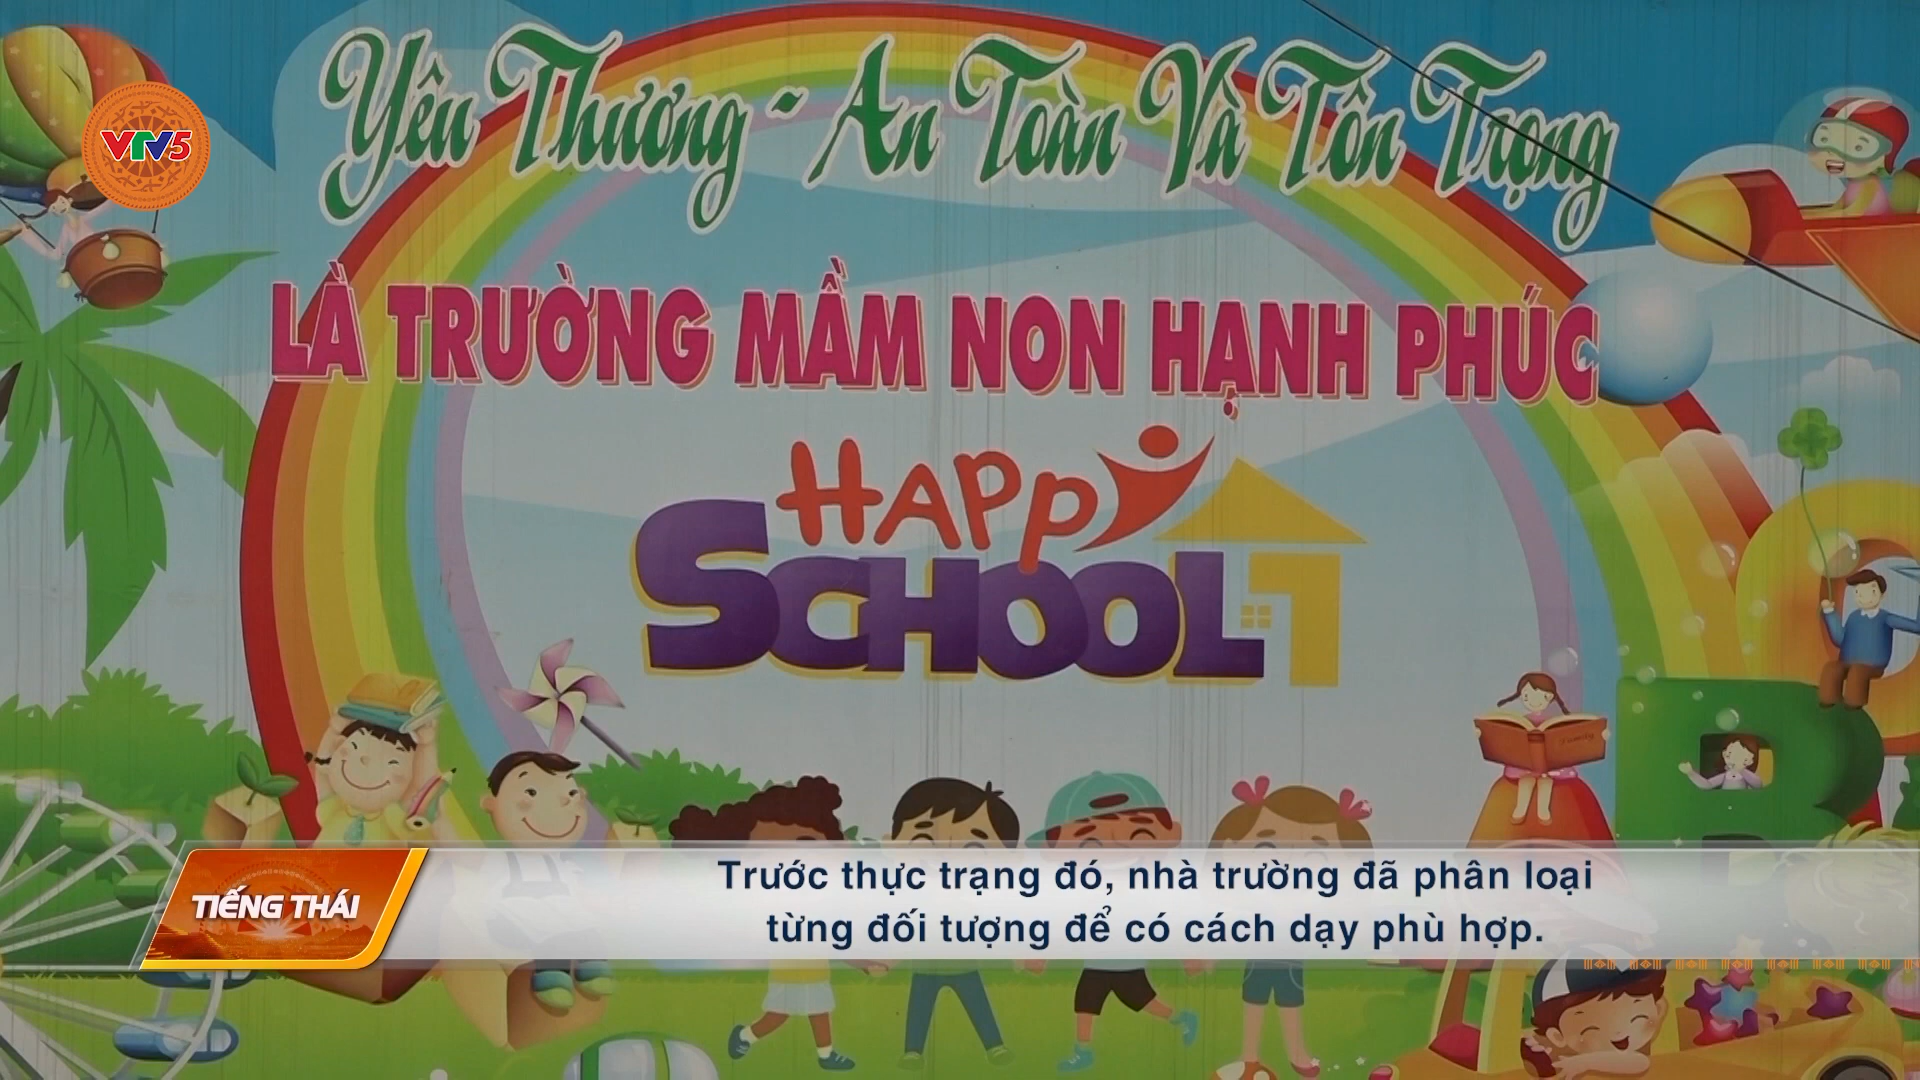 VTV5
Yêu Thương - An Toàn Và Tôn Trọng
LÀ TRƯỜNG MẦM NON HẠNH PHÚC
HAPPY
SCHOOL
TIẾNG THÁI
Trước thực trạng đó, nhà trường đã phân loại
từng đối tượng để có cách dạy phù hợp.